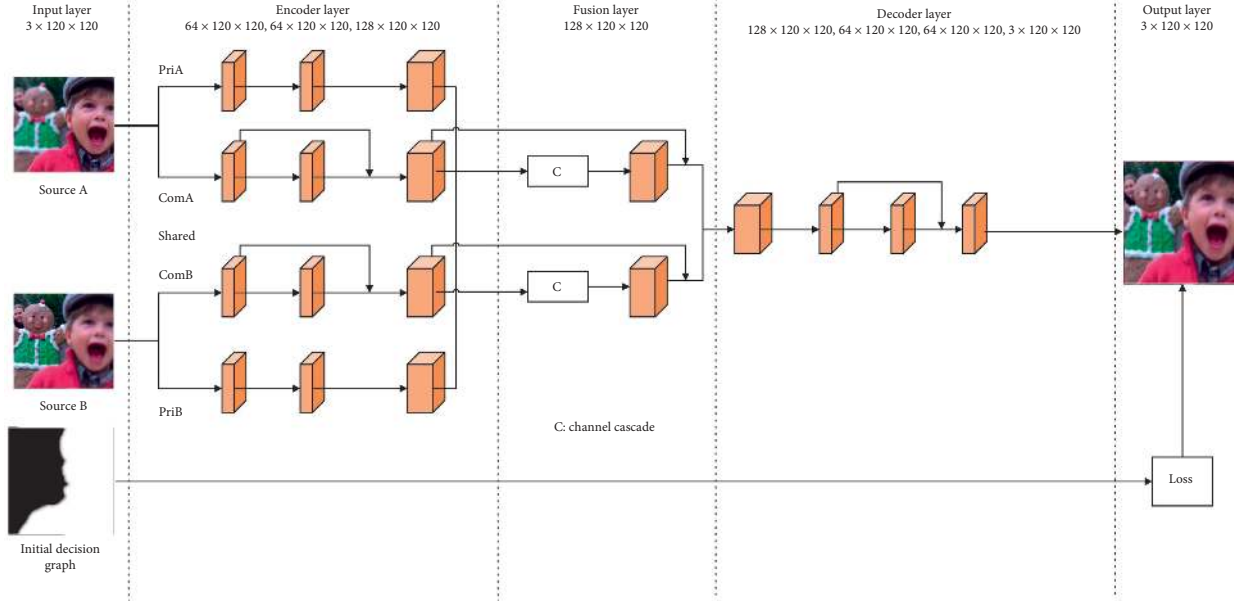 Input layer
3 × 120 × 120
Encoder layer
64 × 120 × 120, 64 × 120 × 120, 128 × 120 × 120
Fusion layer
128 × 120 × 120
Decoder layer
128 × 120 × 120, 64 × 120 × 120, 64 × 120 × 120, 3 × 120 × 120
Output layer
3 × 120 × 120
PriA
Source A
ComA
C
Shared
ComB
C
Source B
PriB
C: channel cascade
Loss
Initial decision
graph